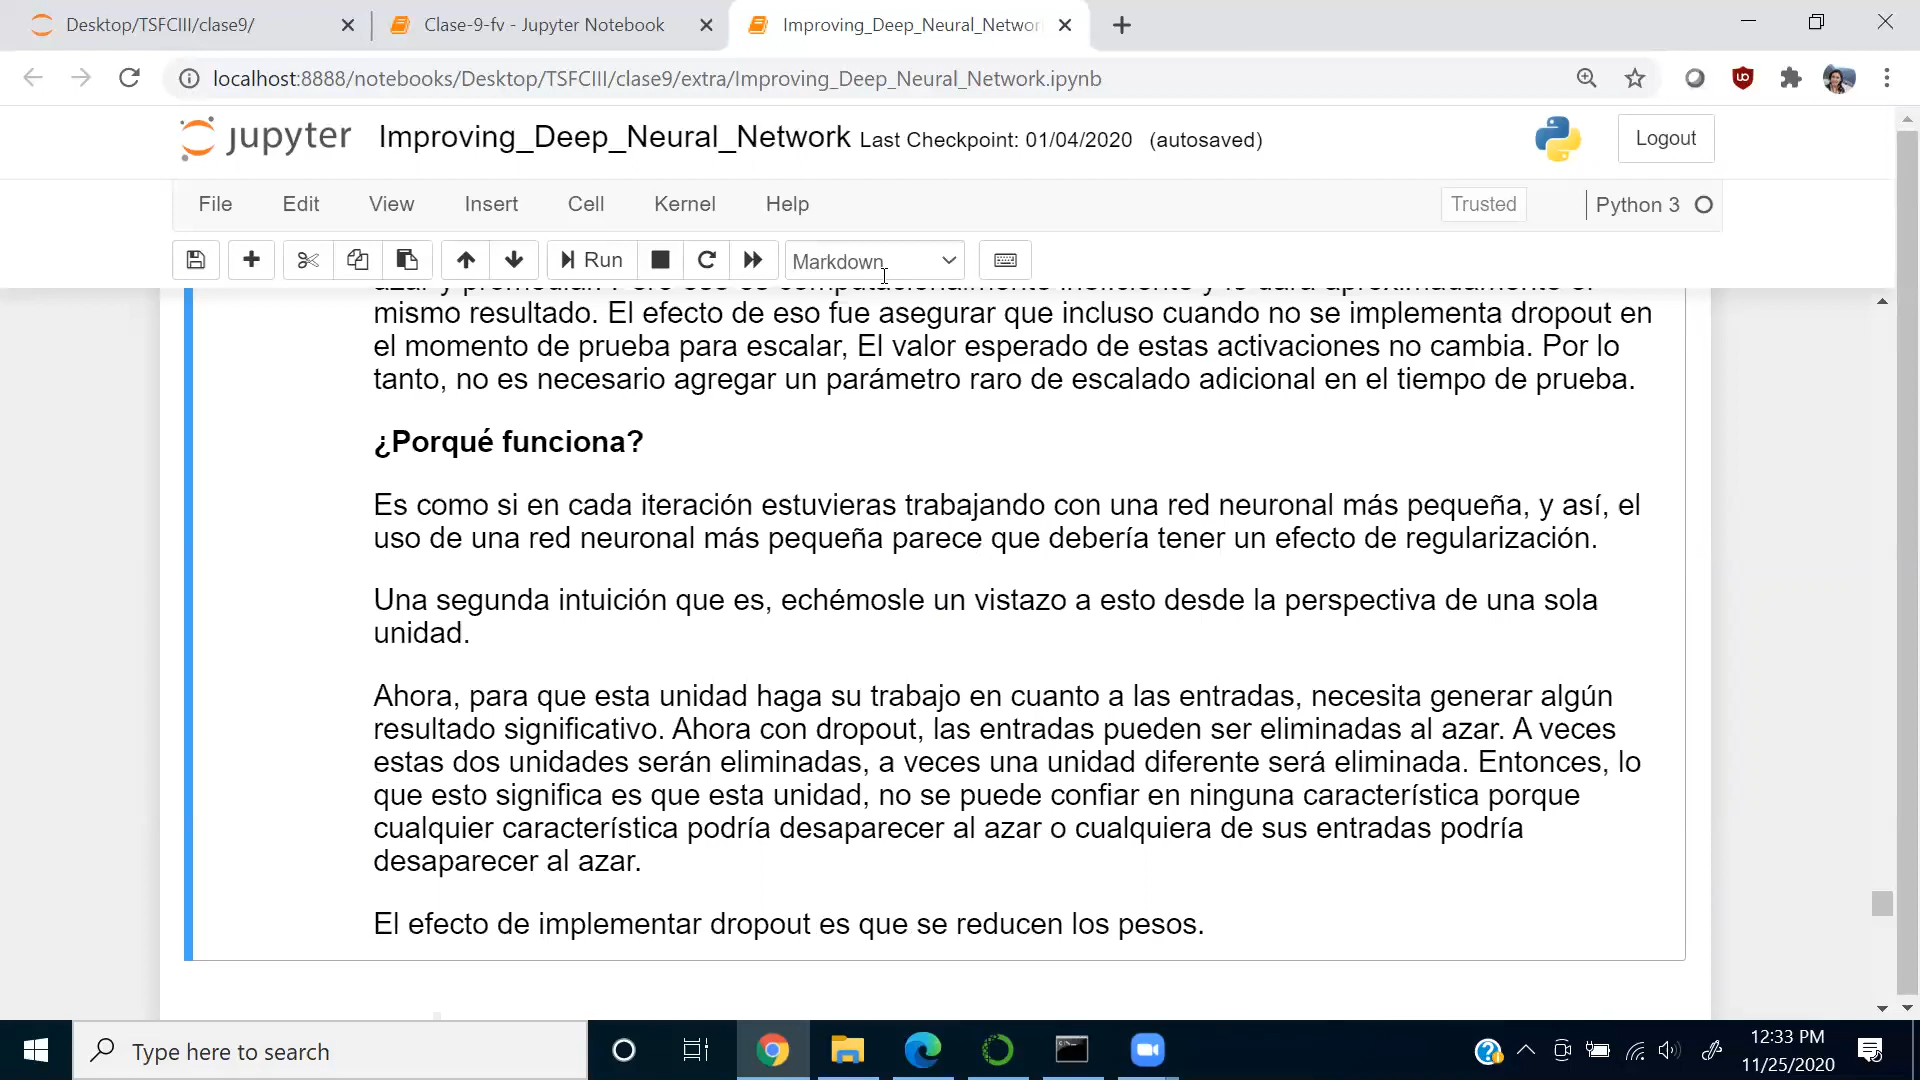 Desktop/TSFCIII/clase9/
Clase-9-fv - Jupyter Notebook
Improving_Deep_Neural_Networ
localhost:8888/notebooks/Desktop/TSFCIII/clase9/extra/Improving_Deep_Neural_Network.ipynb
jupyter Improving_Deep_Neural_Network Last Checkpoint: 01/04/2020 (autosaved)
Logout
File Edit View Insert Cell Kernel Help
Trusted
Python 3
Run
Markdown
mismo resultado. El efecto de eso fue asegurar que incluso cuando no se implementa dropout en
el momento de prueba para escalar, El valor esperado de estas activaciones no cambia. Por lo
tanto, no es necesario agregar un parámetro raro de escalado adicional en el tiempo de prueba.
¿Porqué funciona?
Es como si en cada iteración estuvieras trabajando con una red neuronal más pequeña, y así, el
uso de una red neuronal más pequeña parece que debería tener un efecto de regularización.
Una segunda intuición que es, echémosle un vistazo a esto desde la perspectiva de una sola
unidad.
Ahora, para que esta unidad haga su trabajo en cuanto a las entradas, necesita generar algún
resultado significativo. Ahora con dropout, las entradas pueden ser eliminadas al azar. A veces
estas dos unidades serán eliminadas, a veces una unidad diferente será eliminada. Entonces, lo
que esto significa es que esta unidad, no se puede confiar en ninguna característica porque
cualquier característica podría desaparecer al azar o cualquiera de sus entradas podría
desaparecer al azar.
El efecto de implementar dropout es que se reducen los pesos.
Type here to search
12:33 PM
11/25/2020